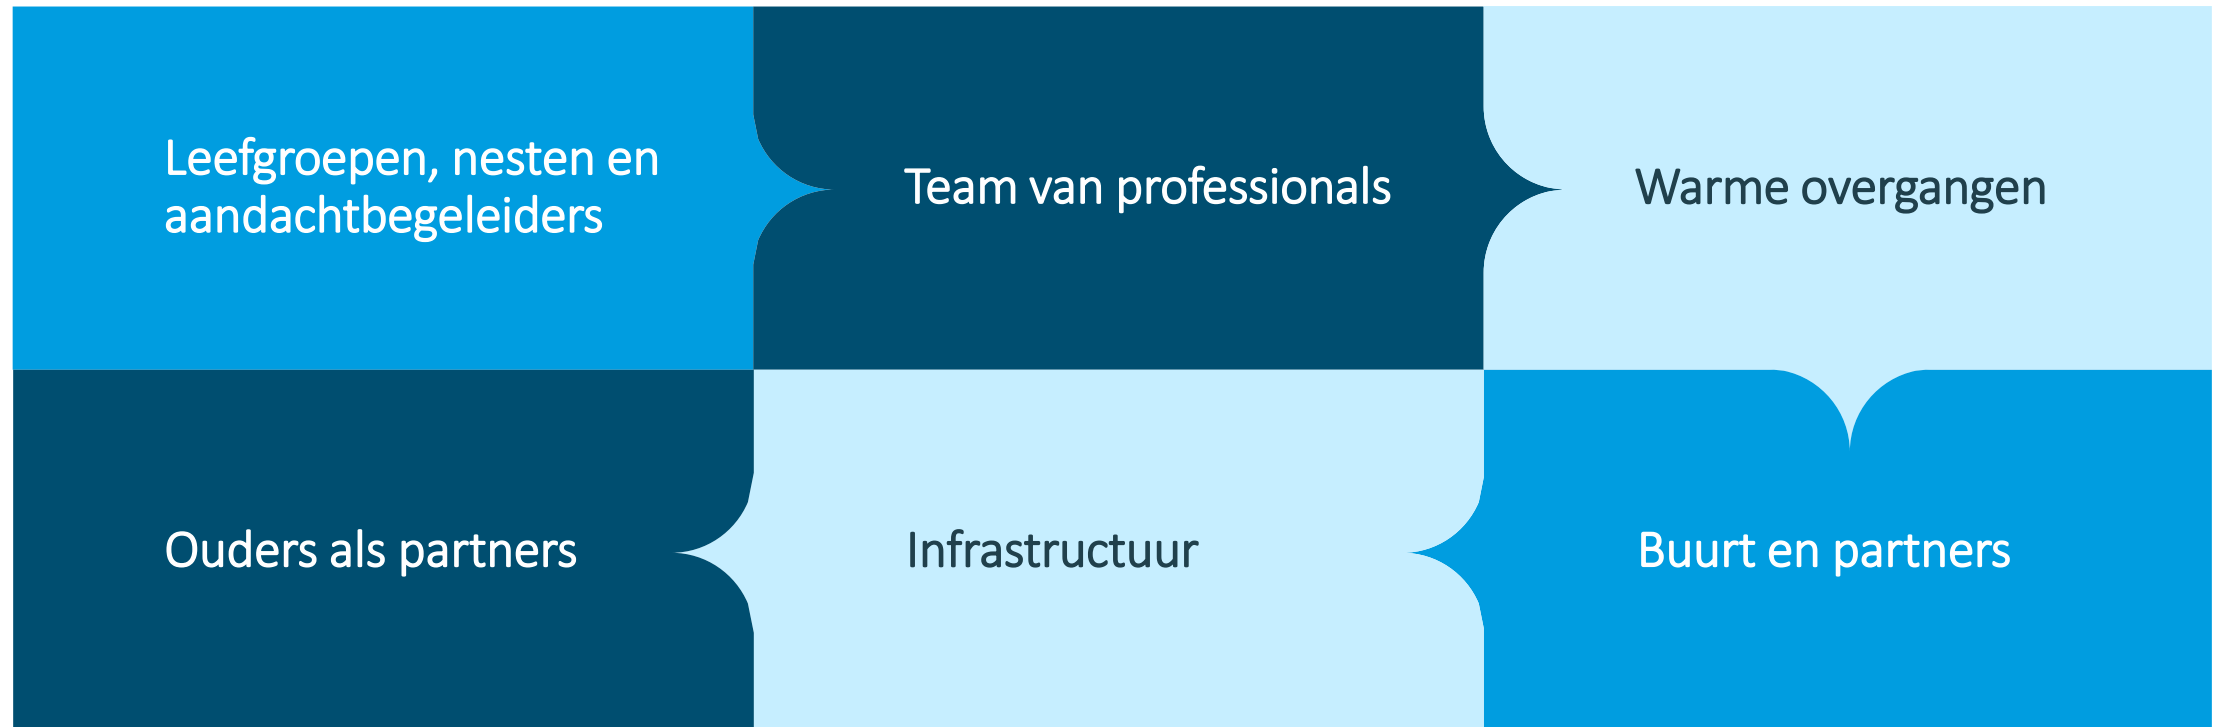 Leefgroepen, nesten en
aandachtbegeleiders
Team van professionals
Warme overgangen
Ouders als partners
Infrastructuur
Buurt en partners